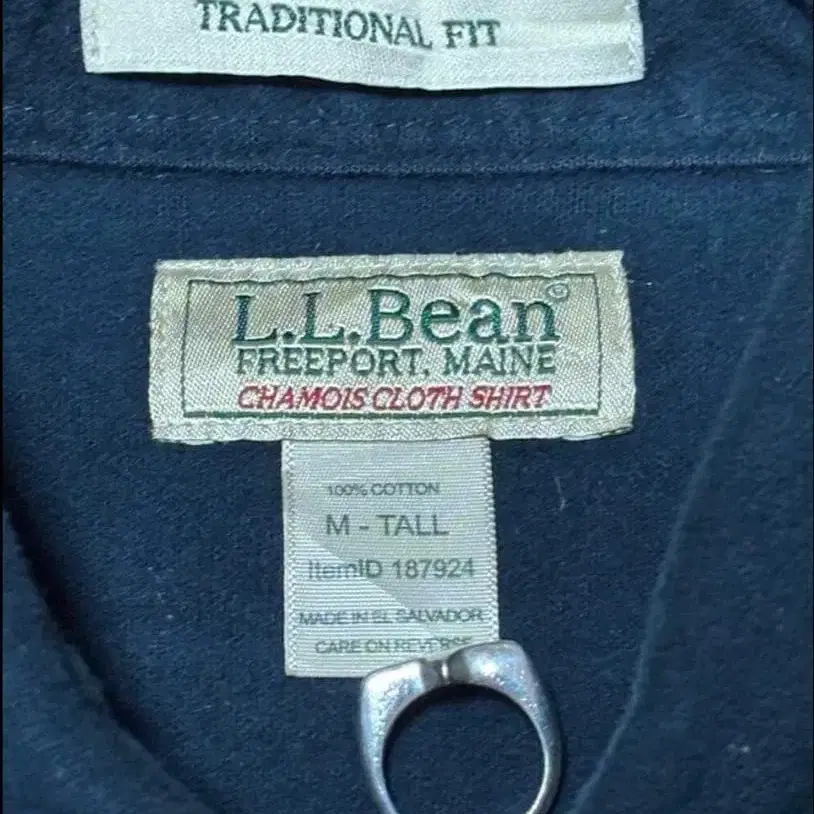 TRADITIONAL FIT
L.L.Bean®
FREEPORT, MAINE
CHAMOIS CLOTH SHIRT
100% COTTON
M - TALL
ItemID 187924
MADE IN EL SALVADOR
CARE ON REVERSE